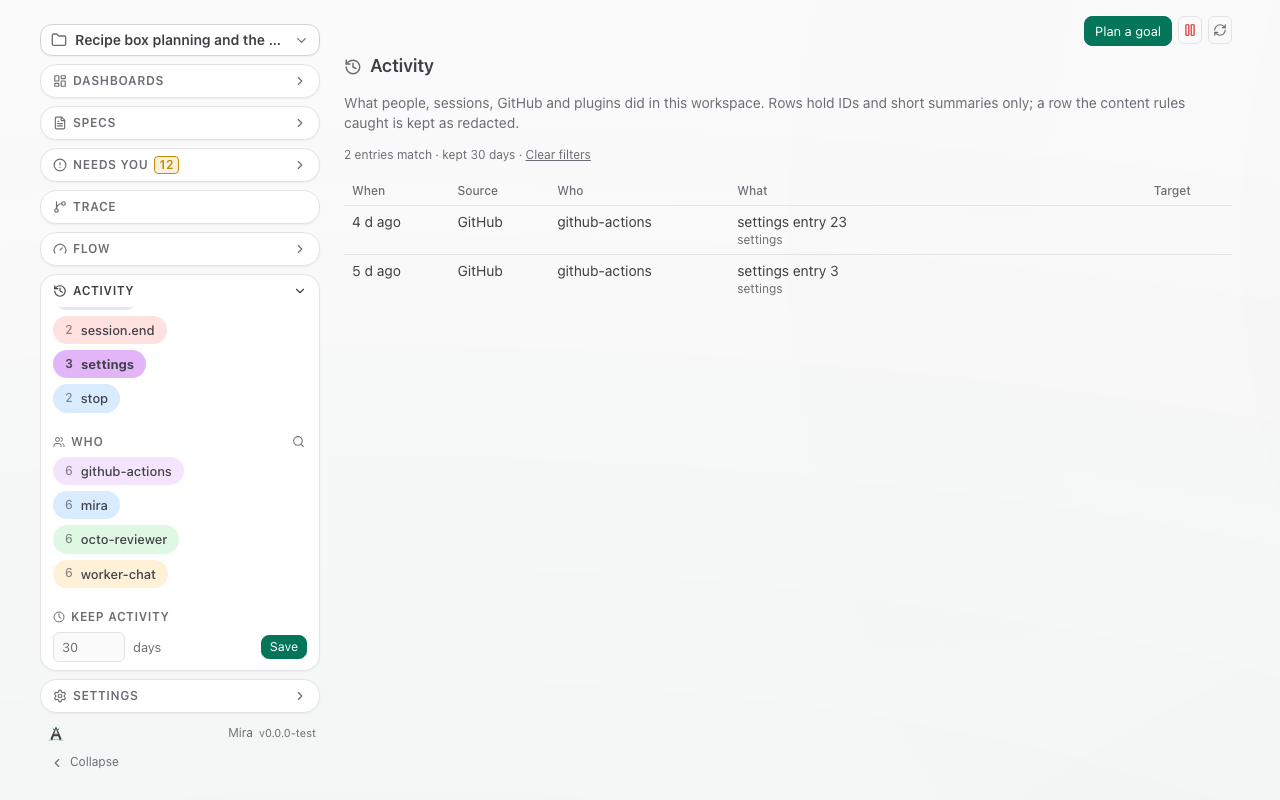 Recipe box planning and the ...
DASHBOARDS
SPECS
NEEDS YOU 12
TRACE
FLOW
ACTIVITY
2 session.end
3 settings
2 stop
WHO
6 github-actions
6 mira
6 octo-reviewer
6 worker-chat
KEEP ACTIVITY
30 days Save
SETTINGS
Mira v0.0.0-test
Collapse
Plan a goal
Activity
What people, sessions, GitHub and plugins did in this workspace. Rows hold IDs and short summaries only; a row the content rules
caught is kept as redacted.
2 entries match · kept 30 days · Clear filters
When Source Who What Target
4 d ago GitHub github-actions settings entry 23
settings
5 d ago GitHub github-actions settings entry 3
settings